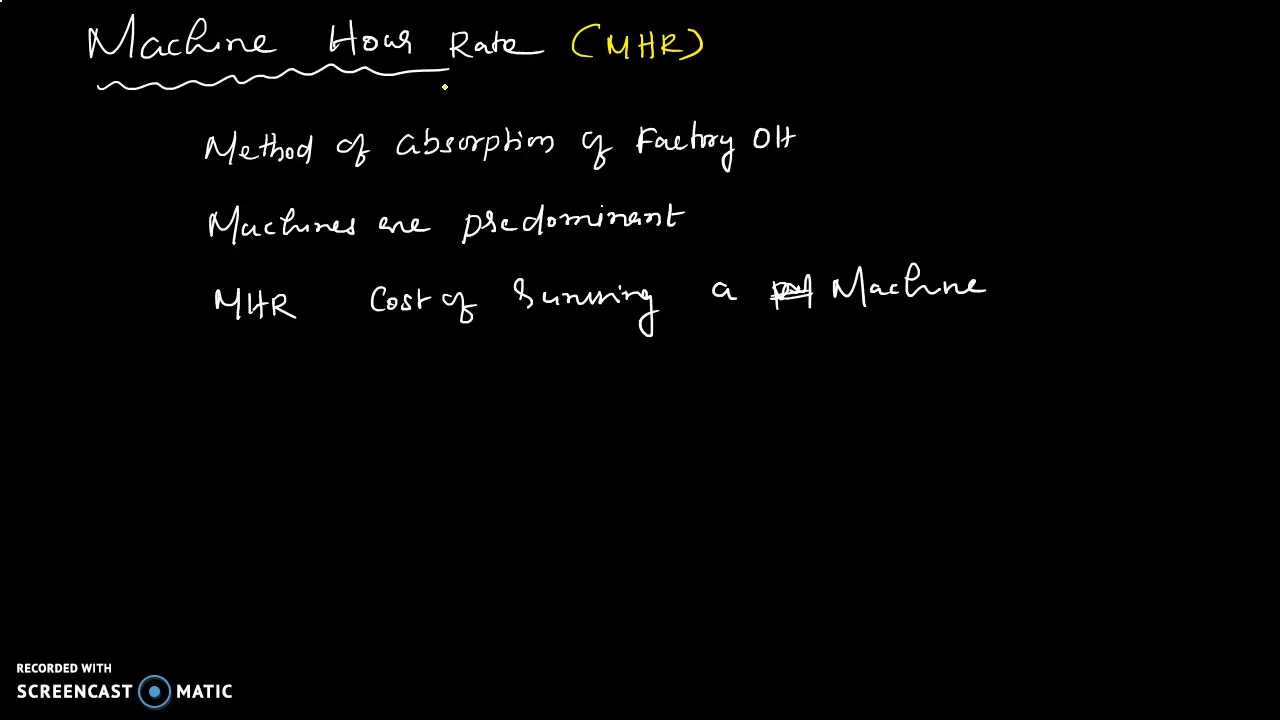 Machine Hour Rate (MHR)
Method of absorption of Factory OH
Machines are predominant
MHR Cost of running a Machine
RECORDED WITH
SCREENCAST MATIC